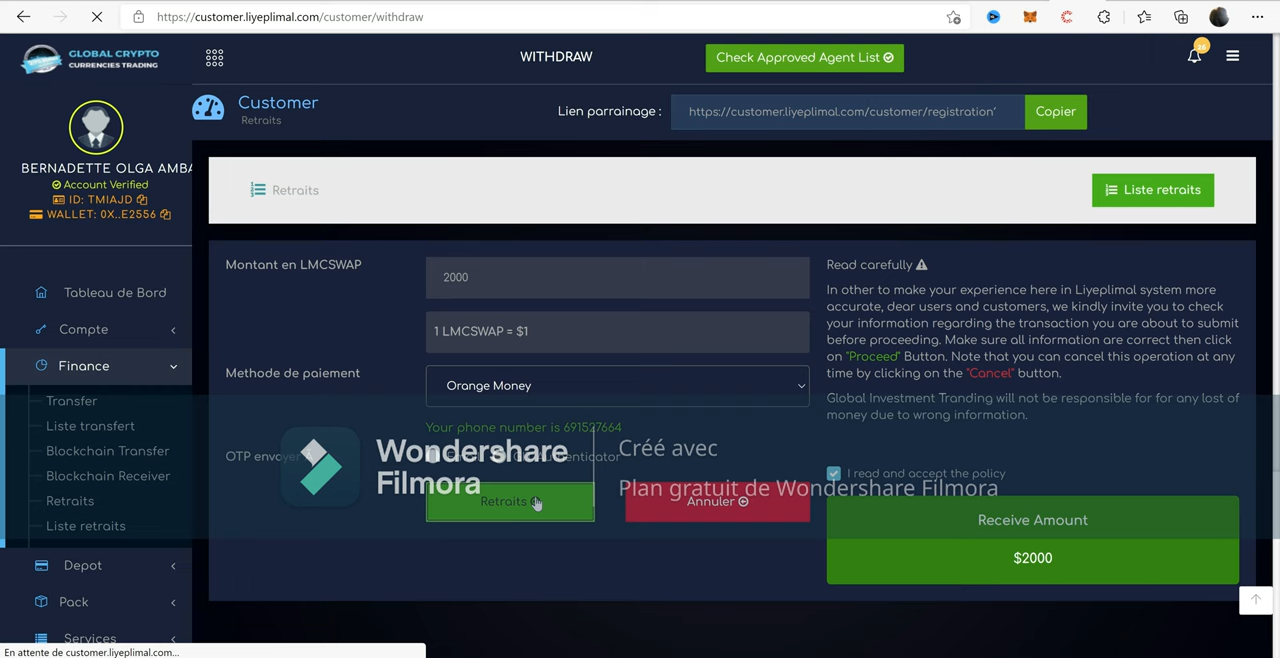 https://customer.liyeplimal.com/customer/withdraw
GLOBAL CRYPTO
CURRENCIES TRADING
WITHDRAW
Check Approved Agent List
26
Customer
Retraits
Lien parrainage :
https://customer.liyeplimal.com/customer/registration
Copier
BERNADETTE OLGA AMBA
Account Verified
ID: TMIAJD
WALLET: 0X..E2556
Retraits
Liste retraits
Tableau de Bord
Compte
Finance
Transfer
Liste transfert
Blockchain Transfer
Blockchain Receiver
Retraits
Liste retraits
Depot
Pack
Services
Montant en LMCSWAP
2000
1 LMCSWAP = $1
Methode de paiement
Orange Money
Your phone number is 691527664
OTP envoyer
Retraits
Annuler
Read carefully
In other to make your experience here in Liyeplimal system more
accurate, dear users and customers, we kindly invite you to check
your information regarding the transaction you are about to submit
before proceeding. Make sure all information are correct then click
on "Proceed" Button. Note that you can cancel this operation at any
time by clicking on the "Cancel" button.
Global Investment Trading will not be responsible for for any lost of
money due to wrong information.
I read and accept the policy
Receive Amount
$2000
Wondershare
Filmora
Créé avec
Plan gratuit de Wondershare Filmora
En attente de customer.liyeplimal.com...